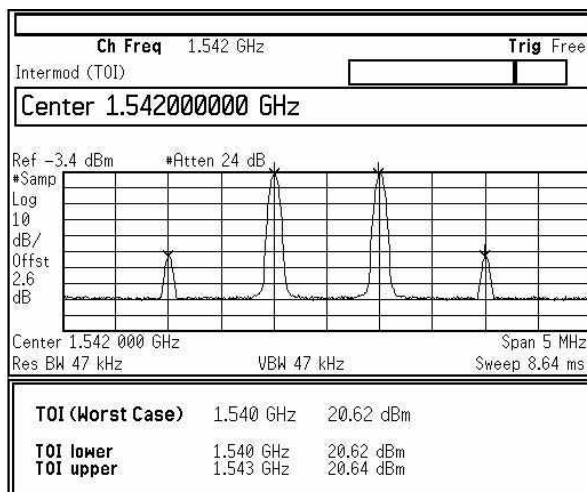 Ch Freq 1.542 GHz Trig Free
Intermod (TOI)
Center 1.542000000 GHz
Ref -3.4 dBm #Atten 24 dB
#Samp
Log
10
dB/
Offst
2.6
dB
Center 1.542 000 GHz Span 5 MHz
Res BW 47 kHz VBW 47 kHz Sweep 8.64 ms
TOI (Worst Case) 1.540 GHz 20.62 dBm
TOI lower 1.540 GHz 20.62 dBm
TOI upper 1.543 GHz 20.64 dBm